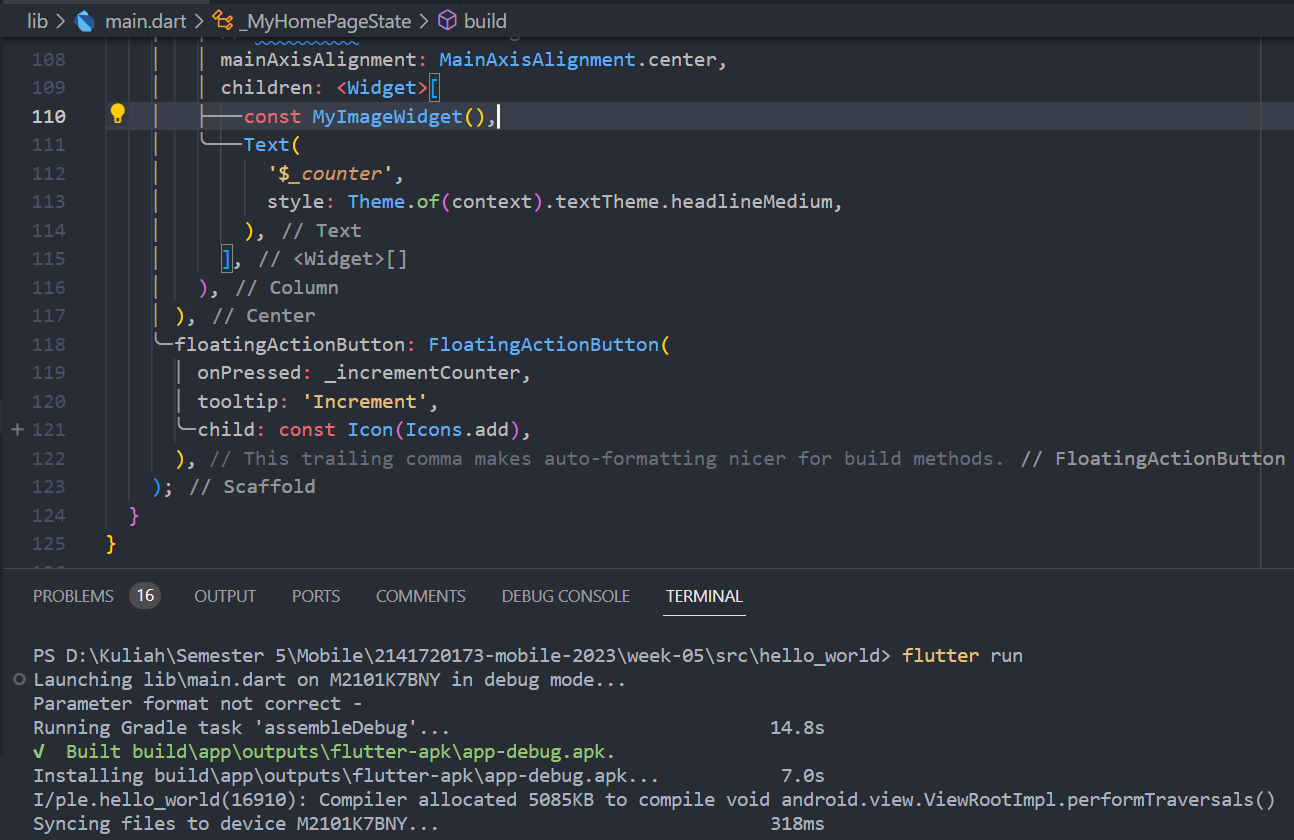 lib > main.dart > _MyHomePageState > build
108 mainAxisAlignment: MainAxisAlignment.center,
109 children: <Widget>[
110 const MyImageWidget(),
111 Text(
112 '$_counter',
113 style: Theme.of(context).textTheme.headlineMedium,
114 ), // Text
115 ], // <Widget>[]
116 ), // Column
117 ), // Center
118 floatingActionButton: FloatingActionButton(
119 onPressed: _incrementCounter,
120 tooltip: 'Increment',
+ 121 child: const Icon(Icons.add),
122 ), // This trailing comma makes auto-formatting nicer for build methods. // FloatingActionButton
123 ); // Scaffold
124 }
125 }
PROBLEMS 16 OUTPUT PORTS COMMENTS DEBUG CONSOLE TERMINAL
PS D:\Kuliah\Semester 5\Mobile\2141720173-mobile-2023\week-05\src\hello_world> flutter run
Launching lib\main.dart on M2101K7BNY in debug mode...
Parameter format not correct -
Running Gradle task 'assembleDebug'... 14.8s
√ Built build\app\outputs\flutter-apk\app-debug.apk.
Installing build\app\outputs\flutter-apk\app-debug.apk... 7.0s
I/ple.hello_world(16910): Compiler allocated 5085KB to compile void android.view.ViewRootImpl.performTraversals()
Syncing files to device M2101K7BNY... 318ms